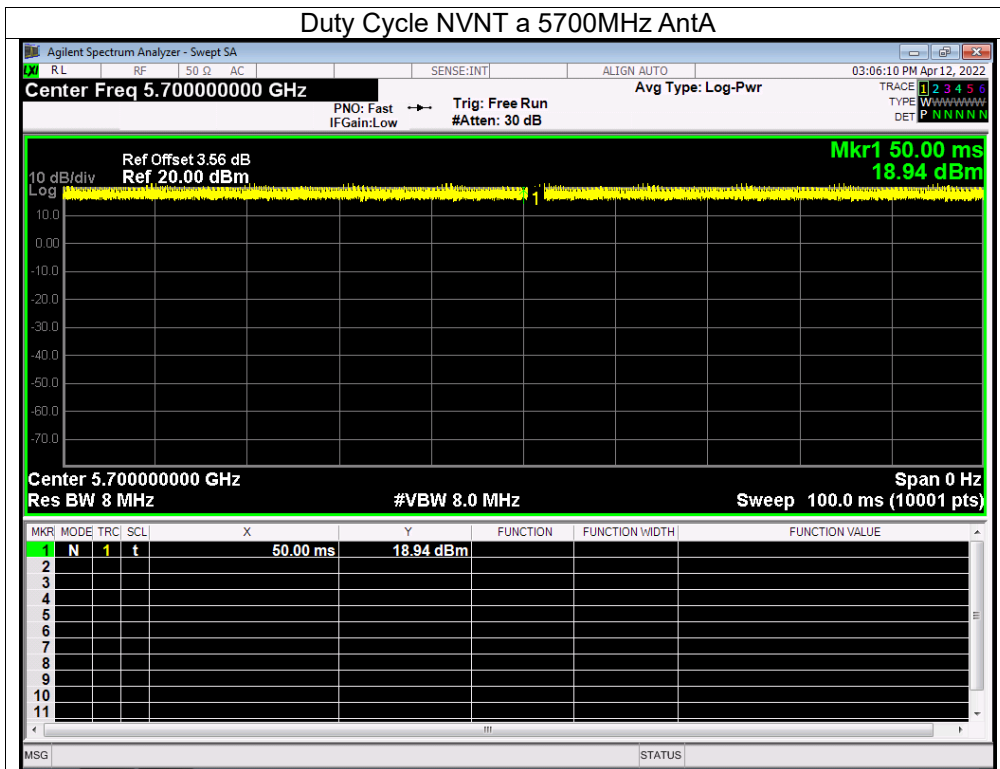 Duty Cycle NVNT a 5700MHz AntA
Agilent Spectrum Analyzer - Swept SA
LXI RL RF 50 Ω AC SENSE:INT ALIGN AUTO 03:06:10 PM Apr 12, 2022
Center Freq 5.700000000 GHz Avg Type: Log-Pwr TRACE 1 2 3 4 5 6
PNO: Fast Trig: Free Run TYPE WWWWWWW
IFGain:Low #Atten: 30 dB DET P N N N N N
Mkr1 50.00 ms
18.94 dBm
Ref Offset 3.56 dB
10 dB/div Ref 20.00 dBm
Log
1
10.0
0.00
-10.0
-20.0
-30.0
-40.0
-50.0
-60.0
-70.0
Center 5.700000000 GHz Span 0 Hz
Res BW 8 MHz #VBW 8.0 MHz Sweep 100.0 ms (10001 pts)
MKR MODE TRC SCL X Y FUNCTION FUNCTION WIDTH FUNCTION VALUE
1 N 1 t 50.00 ms 18.94 dBm
2
3
4
5
6
7
8
9
10
11
MSG STATUS